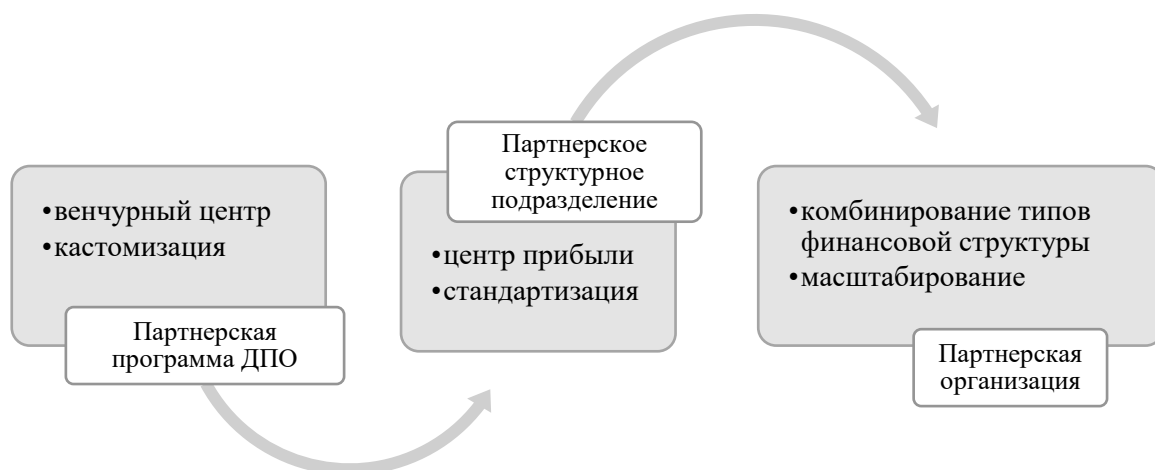 •венчурный центр
•кастомизация
Партнерская
программа ДПО
Партнерское
структурное
подразделение
•центр прибыли
•стандартизация
•комбинирование типов
финансовой структуры
•масштабирование
Партнерская
организация